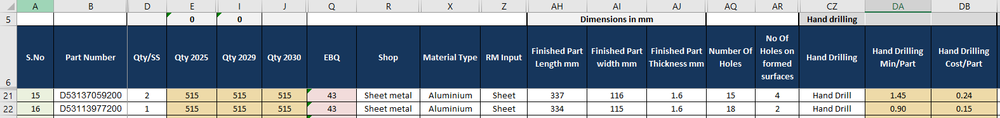 A B D E I J Q R X Z AH AI AJ AQ AR CZ DA DB
5 0 0 Dimensions in mm Hand drilling
6 S.No Part Number Qty/SS Qty 2025 Qty 2029 Qty 2030 EBQ Shop Material Type RM Input Finished Part Length mm Finished Part width mm Finished Part Thickness mm Number Of Holes No Of Holes on formed surfaces Hand Drilling Hand Drilling Min/Part Hand Drilling Cost/Part
21 15 D53137059200 2 515 515 515 43 Sheet metal Aluminium Sheet 337 116 1.6 15 4 Hand Drill 1.45 0.24
22 16 D53113977200 1 515 515 515 43 Sheet metal Aluminium Sheet 334 115 1.6 18 2 Hand Drill 0.90 0.15